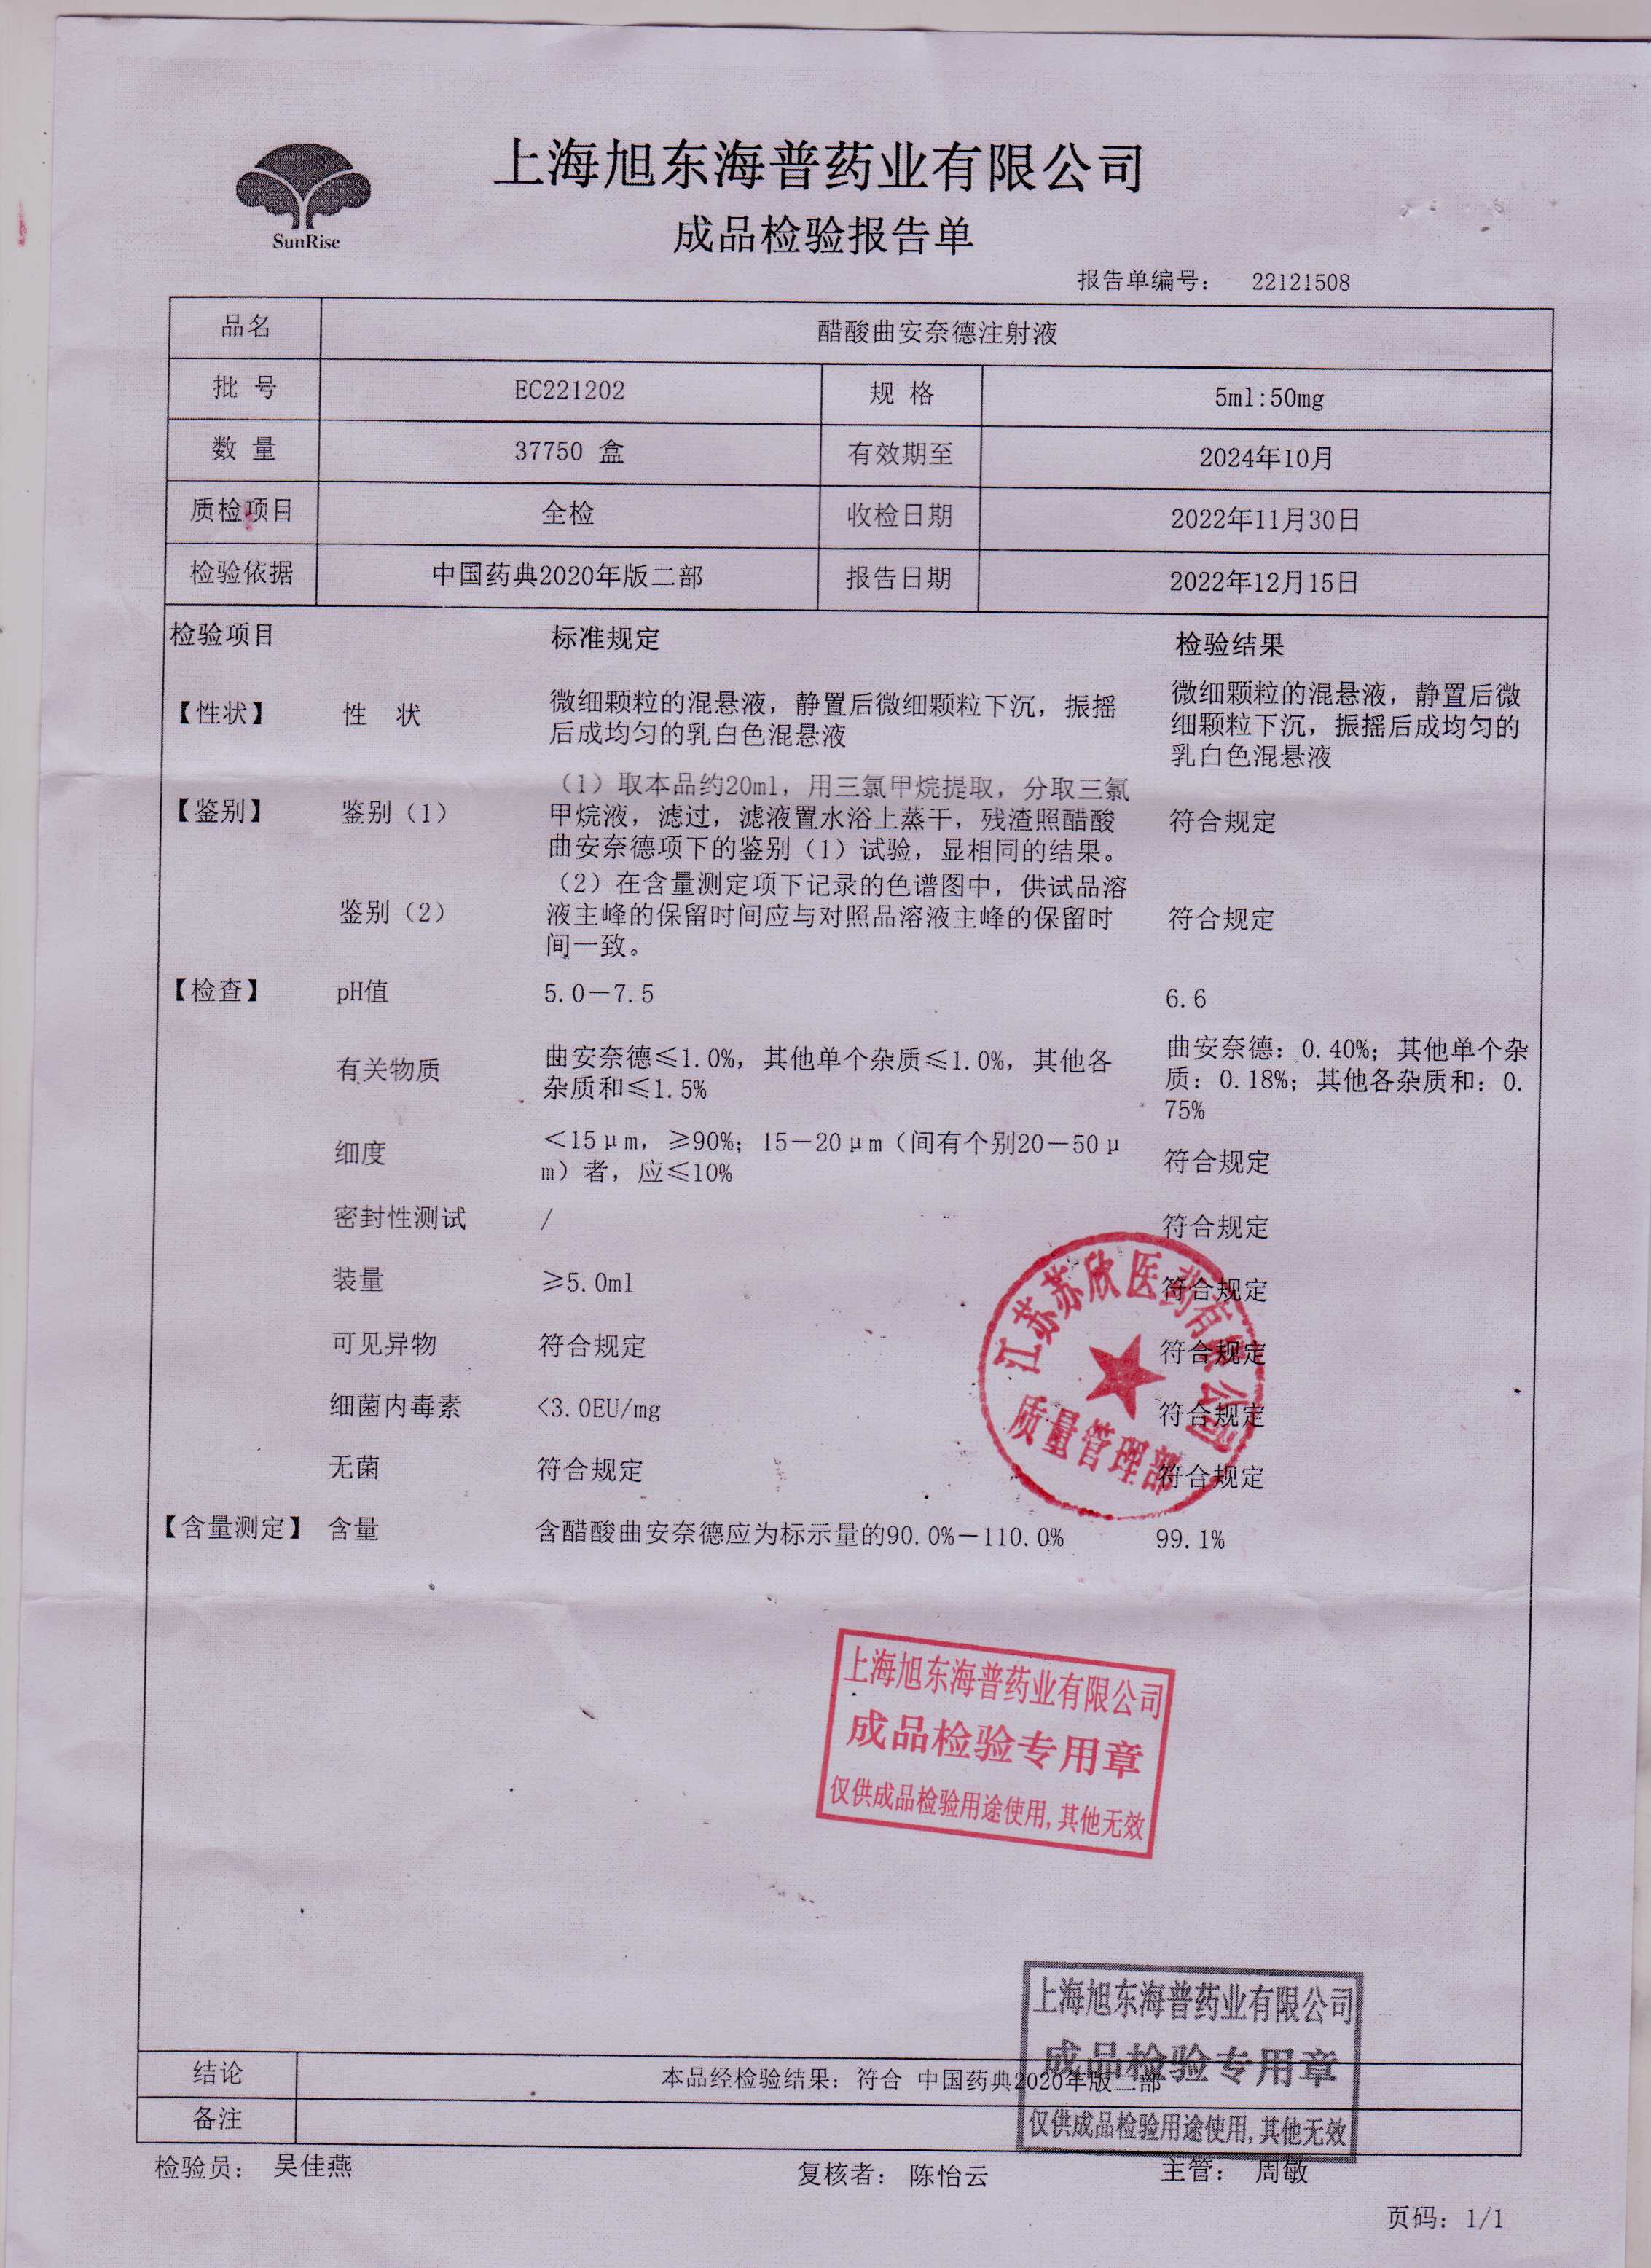 SunRise
上海旭东海普药业有限公司
成品检验报告单
报告单编号： 22121508
品名 醋酸曲安奈德注射液
批 号 EC221202 规 格 5ml:50mg
数 量 37750 盒 有效期至 2024年10月
质检项目 全检 收检日期 2022年11月30日
检验依据 中国药典2020年版二部 报告日期 2022年12月15日
检验项目 标准规定 检验结果
【性状】 性 状
微细颗粒的混悬液，静置后微细颗粒下沉，振摇
后成均匀的乳白色混悬液
微细颗粒的混悬液，静置后微
细颗粒下沉，振摇后成均匀的
乳白色混悬液
【鉴别】 鉴别（1）
（1）取本品约20ml，用三氯甲烷提取，分取三氯
甲烷液，滤过，滤液置水浴上蒸干，残渣照醋酸
曲安奈德项下的鉴别（1）试验，显相同的结果。
符合规定
鉴别（2）
（2）在含量测定项下记录的色谱图中，供试品溶
液主峰的保留时间应与对照品溶液主峰的保留时
间一致。
符合规定
【检查】 pH值 5.0－7.5 6.6
有关物质
曲安奈德≤1.0%，其他单个杂质≤1.0%，其他各
杂质和≤1.5%
曲安奈德：0.40%；其他单个杂
质：0.18%；其他各杂质和：0.
75%
细度
＜15μm，≥90%；15－20μm（间有个别20－50μ
m）者，应≤10%
符合规定
密封性测试 / 符合规定
装量 ≥5.0ml 符合规定
可见异物 符合规定 符合规定
细菌内毒素 <3.0EU/mg 符合规定
无菌 符合规定 符合规定
江苏苏欣医药有限公司
质量管理部
【含量测定】 含量 含醋酸曲安奈德应为标示量的90.0%－110.0% 99.1%
上海旭东海普药业有限公司
成品检验专用章
仅供成品检验用途使用，其他无效
上海旭东海普药业有限公司
成品检验专用章
仅供成品检验用途使用，其他无效
结论 本品经检验结果：符合 中国药典2020年版二部
备注
检验员： 吴佳燕 复核者： 陈怡云 主管： 周敏
页码：1/1